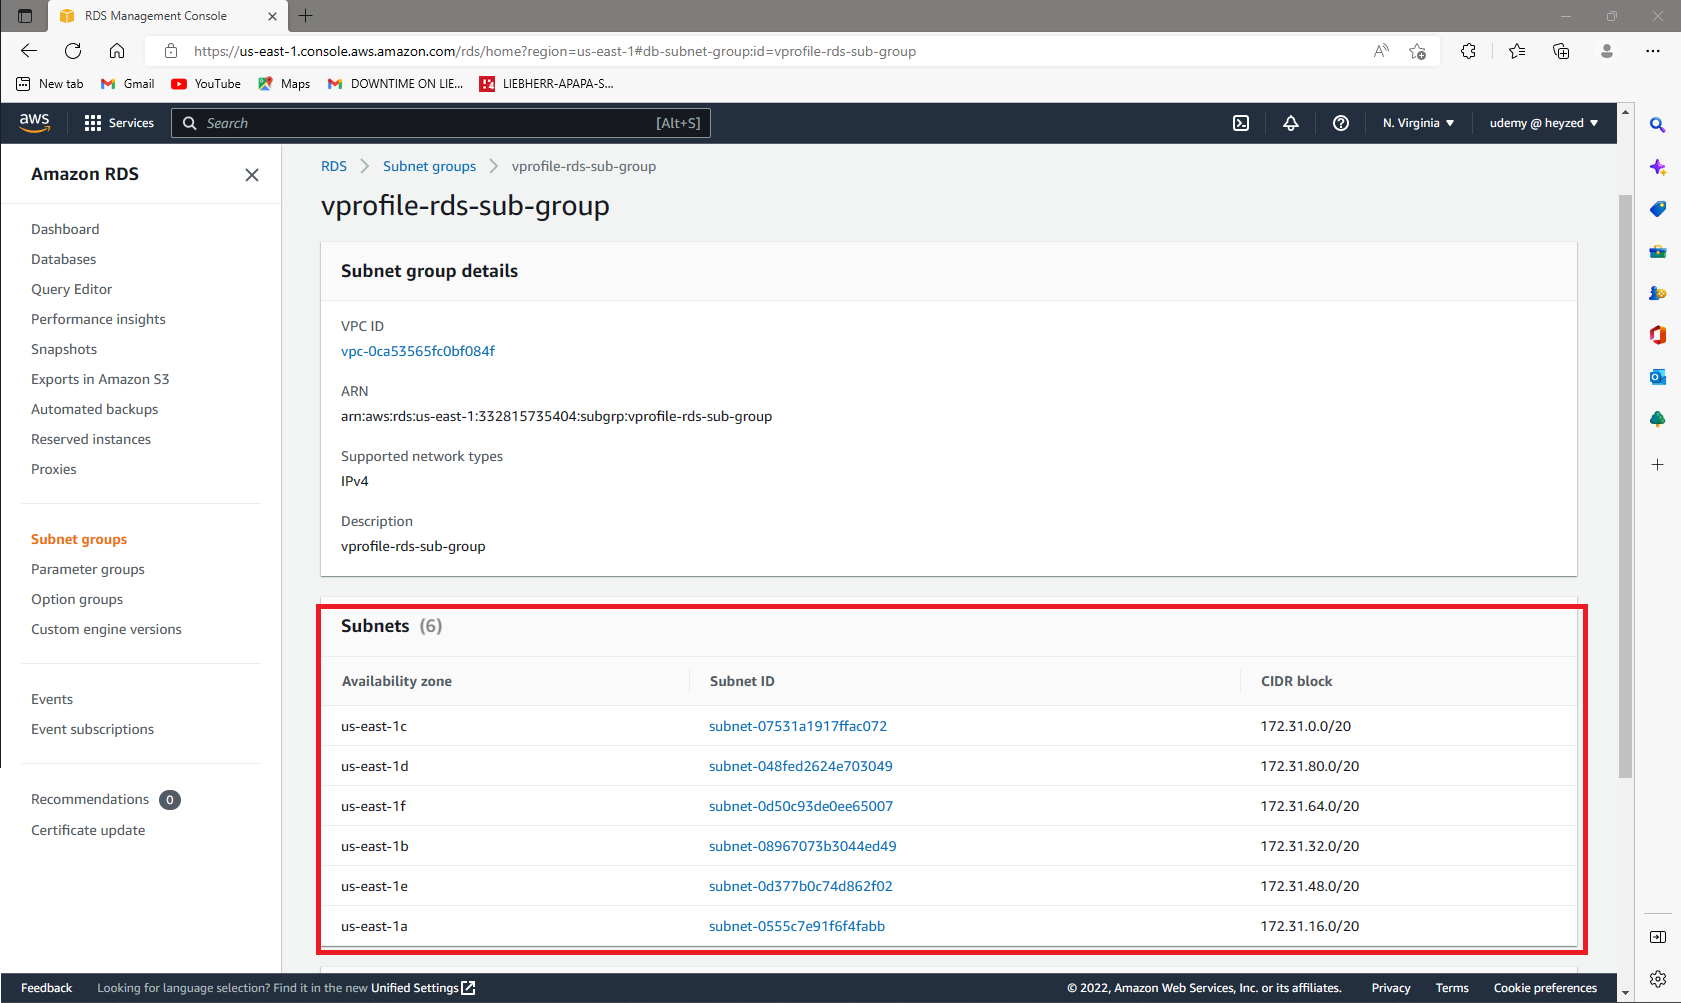 RDS Management Console
https://us-east-1.console.aws.amazon.com/rds/home?region=us-east-1#db-subnet-group:id=vprofile-rds-sub-group
New tab Gmail YouTube Maps DOWNTIME ON LIE... LIEBHERR-APAPA-S...
aws Services Search [Alt+S] N. Virginia udemy @ heyzed
Amazon RDS
Dashboard
Databases
Query Editor
Performance insights
Snapshots
Exports in Amazon S3
Automated backups
Reserved instances
Proxies
Subnet groups
Parameter groups
Option groups
Custom engine versions
Events
Event subscriptions
Recommendations 0
Certificate update
RDS Subnet groups vprofile-rds-sub-group
vprofile-rds-sub-group
Subnet group details
VPC ID
vpc-0ca53565fc0bf084f
ARN
arn:aws:rds:us-east-1:332815735404:subgrp:vprofile-rds-sub-group
Supported network types
IPv4
Description
vprofile-rds-sub-group
Subnets (6)
Availability zone Subnet ID CIDR block
us-east-1c subnet-07531a1917ffac072 172.31.0.0/20
us-east-1d subnet-048fed2624e703049 172.31.80.0/20
us-east-1f subnet-0d50c93de0ee65007 172.31.64.0/20
us-east-1b subnet-08967073b3044ed49 172.31.32.0/20
us-east-1e subnet-0d377b0c74d862f02 172.31.48.0/20
us-east-1a subnet-0555c7e91f6f4fabb 172.31.16.0/20
Feedback Looking for language selection? Find it in the new Unified Settings © 2022, Amazon Web Services, Inc. or its affiliates. Privacy Terms Cookie preferences